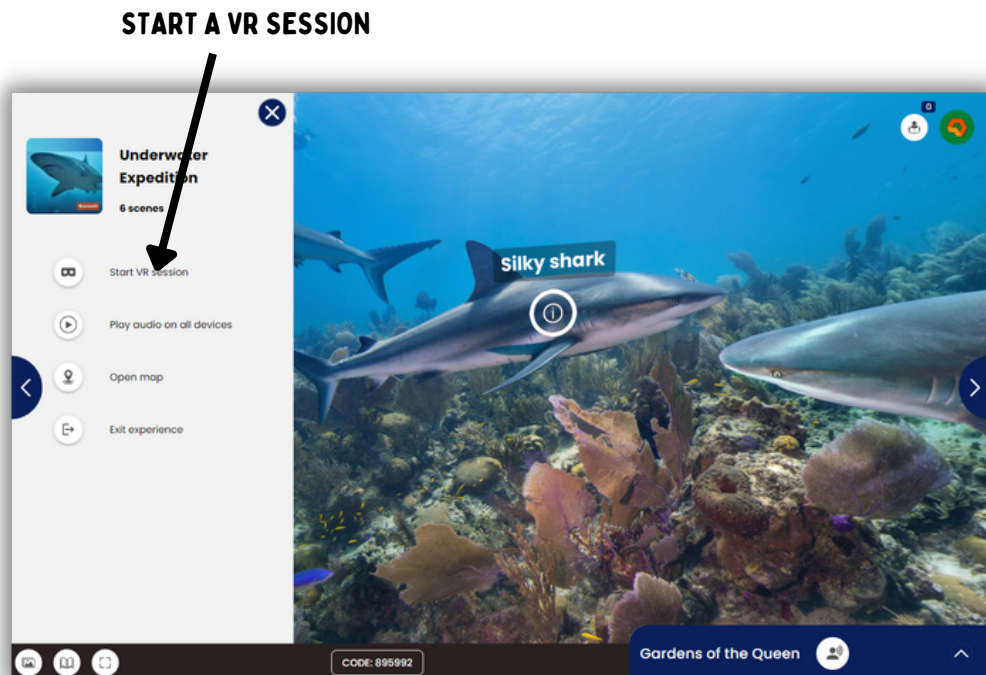 START A VR SESSION
0
Underwater
Expedition
6 scenes
Silky shark
Start VR session
Play audio on all devices
Open map
Exit experience
CODE: 895992
Gardens of the Queen